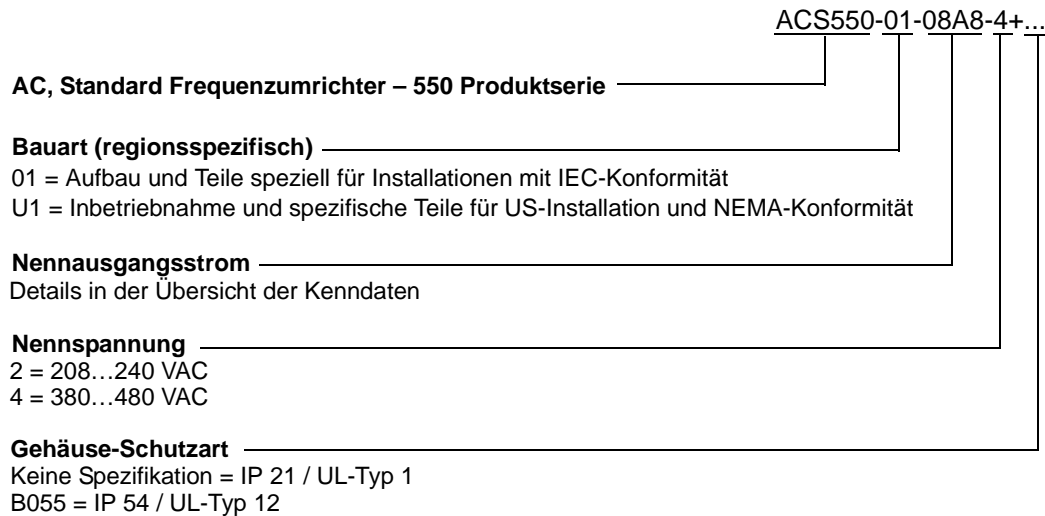 ACS550-01-08A8-4+...
AC, Standard Frequenzumrichter – 550 Produktserie
Bauart (regionsspezifisch)
01 = Aufbau und Teile speziell für Installationen mit IEC-Konformität
U1 = Inbetriebnahme und spezifische Teile für US-Installation und NEMA-Konformität
Nennausgangsstrom
Details in der Übersicht der Kenndaten
Nennspannung
2 = 208…240 VAC
4 = 380…480 VAC
Gehäuse-Schutzart
Keine Spezifikation = IP 21 / UL-Typ 1
B055 = IP 54 / UL-Typ 12